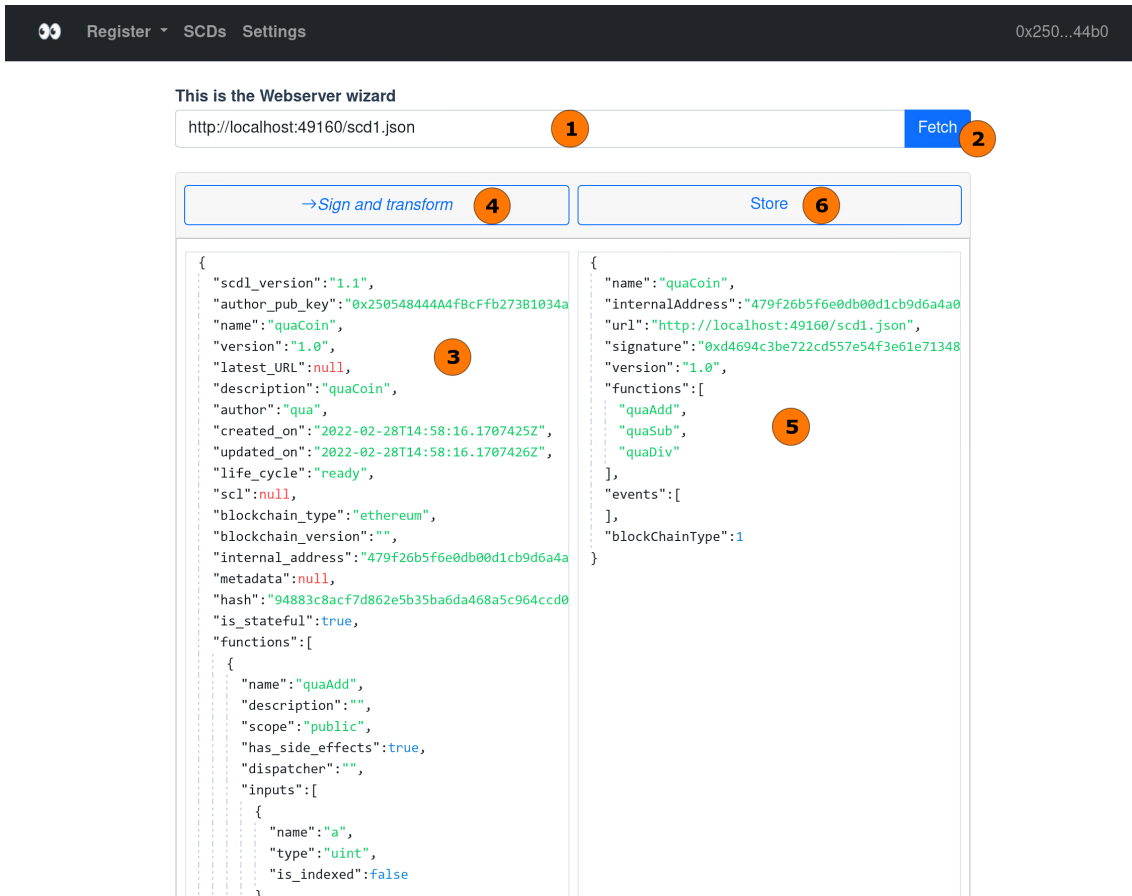 Register SCDs Settings 0x250...44b0
This is the Webserver wizard
http://localhost:49160/scd1.json 1 Fetch 2
→Sign and transform 4 Store 6
{
"scdl_version":"1.1",
"author_pub_key":"0x250548444A4fBcFfb273B1034a
"name":"quaCoin",
"version":"1.0",
"latest_URL":null,
"description":"quaCoin",
"author":"qua",
"created_on":"2022-02-28T14:58:16.1707425Z",
"updated_on":"2022-02-28T14:58:16.1707426Z",
"life_cycle":"ready",
"scl":null,
"blockchain_type":"ethereum",
"blockchain_version":"",
"internal_address":"479f26b5f6e0db00d1cb9d6a4a
"metadata":null,
"hash":"94883c8acf7d862e5b35ba6da468a5c964ccd0
"is_stateful":true,
"functions":[
{
"name":"quaAdd",
"description":"",
"scope":"public",
"has_side_effects":true,
"dispatcher":"",
"inputs":[
{
"name":"a",
"type":"uint",
"is_indexed":false
}
3
{
"name":"quaCoin",
"internalAddress":"479f26b5f6e0db00d1cb9d6a4a0
"url":"http://localhost:49160/scd1.json",
"signature":"0xd4694c3be722cd557e54f3e61e71348
"version":"1.0",
"functions":[
"quaAdd",
"quaSub",
"quaDiv"
],
"events":[
],
"blockChainType":1
}
5